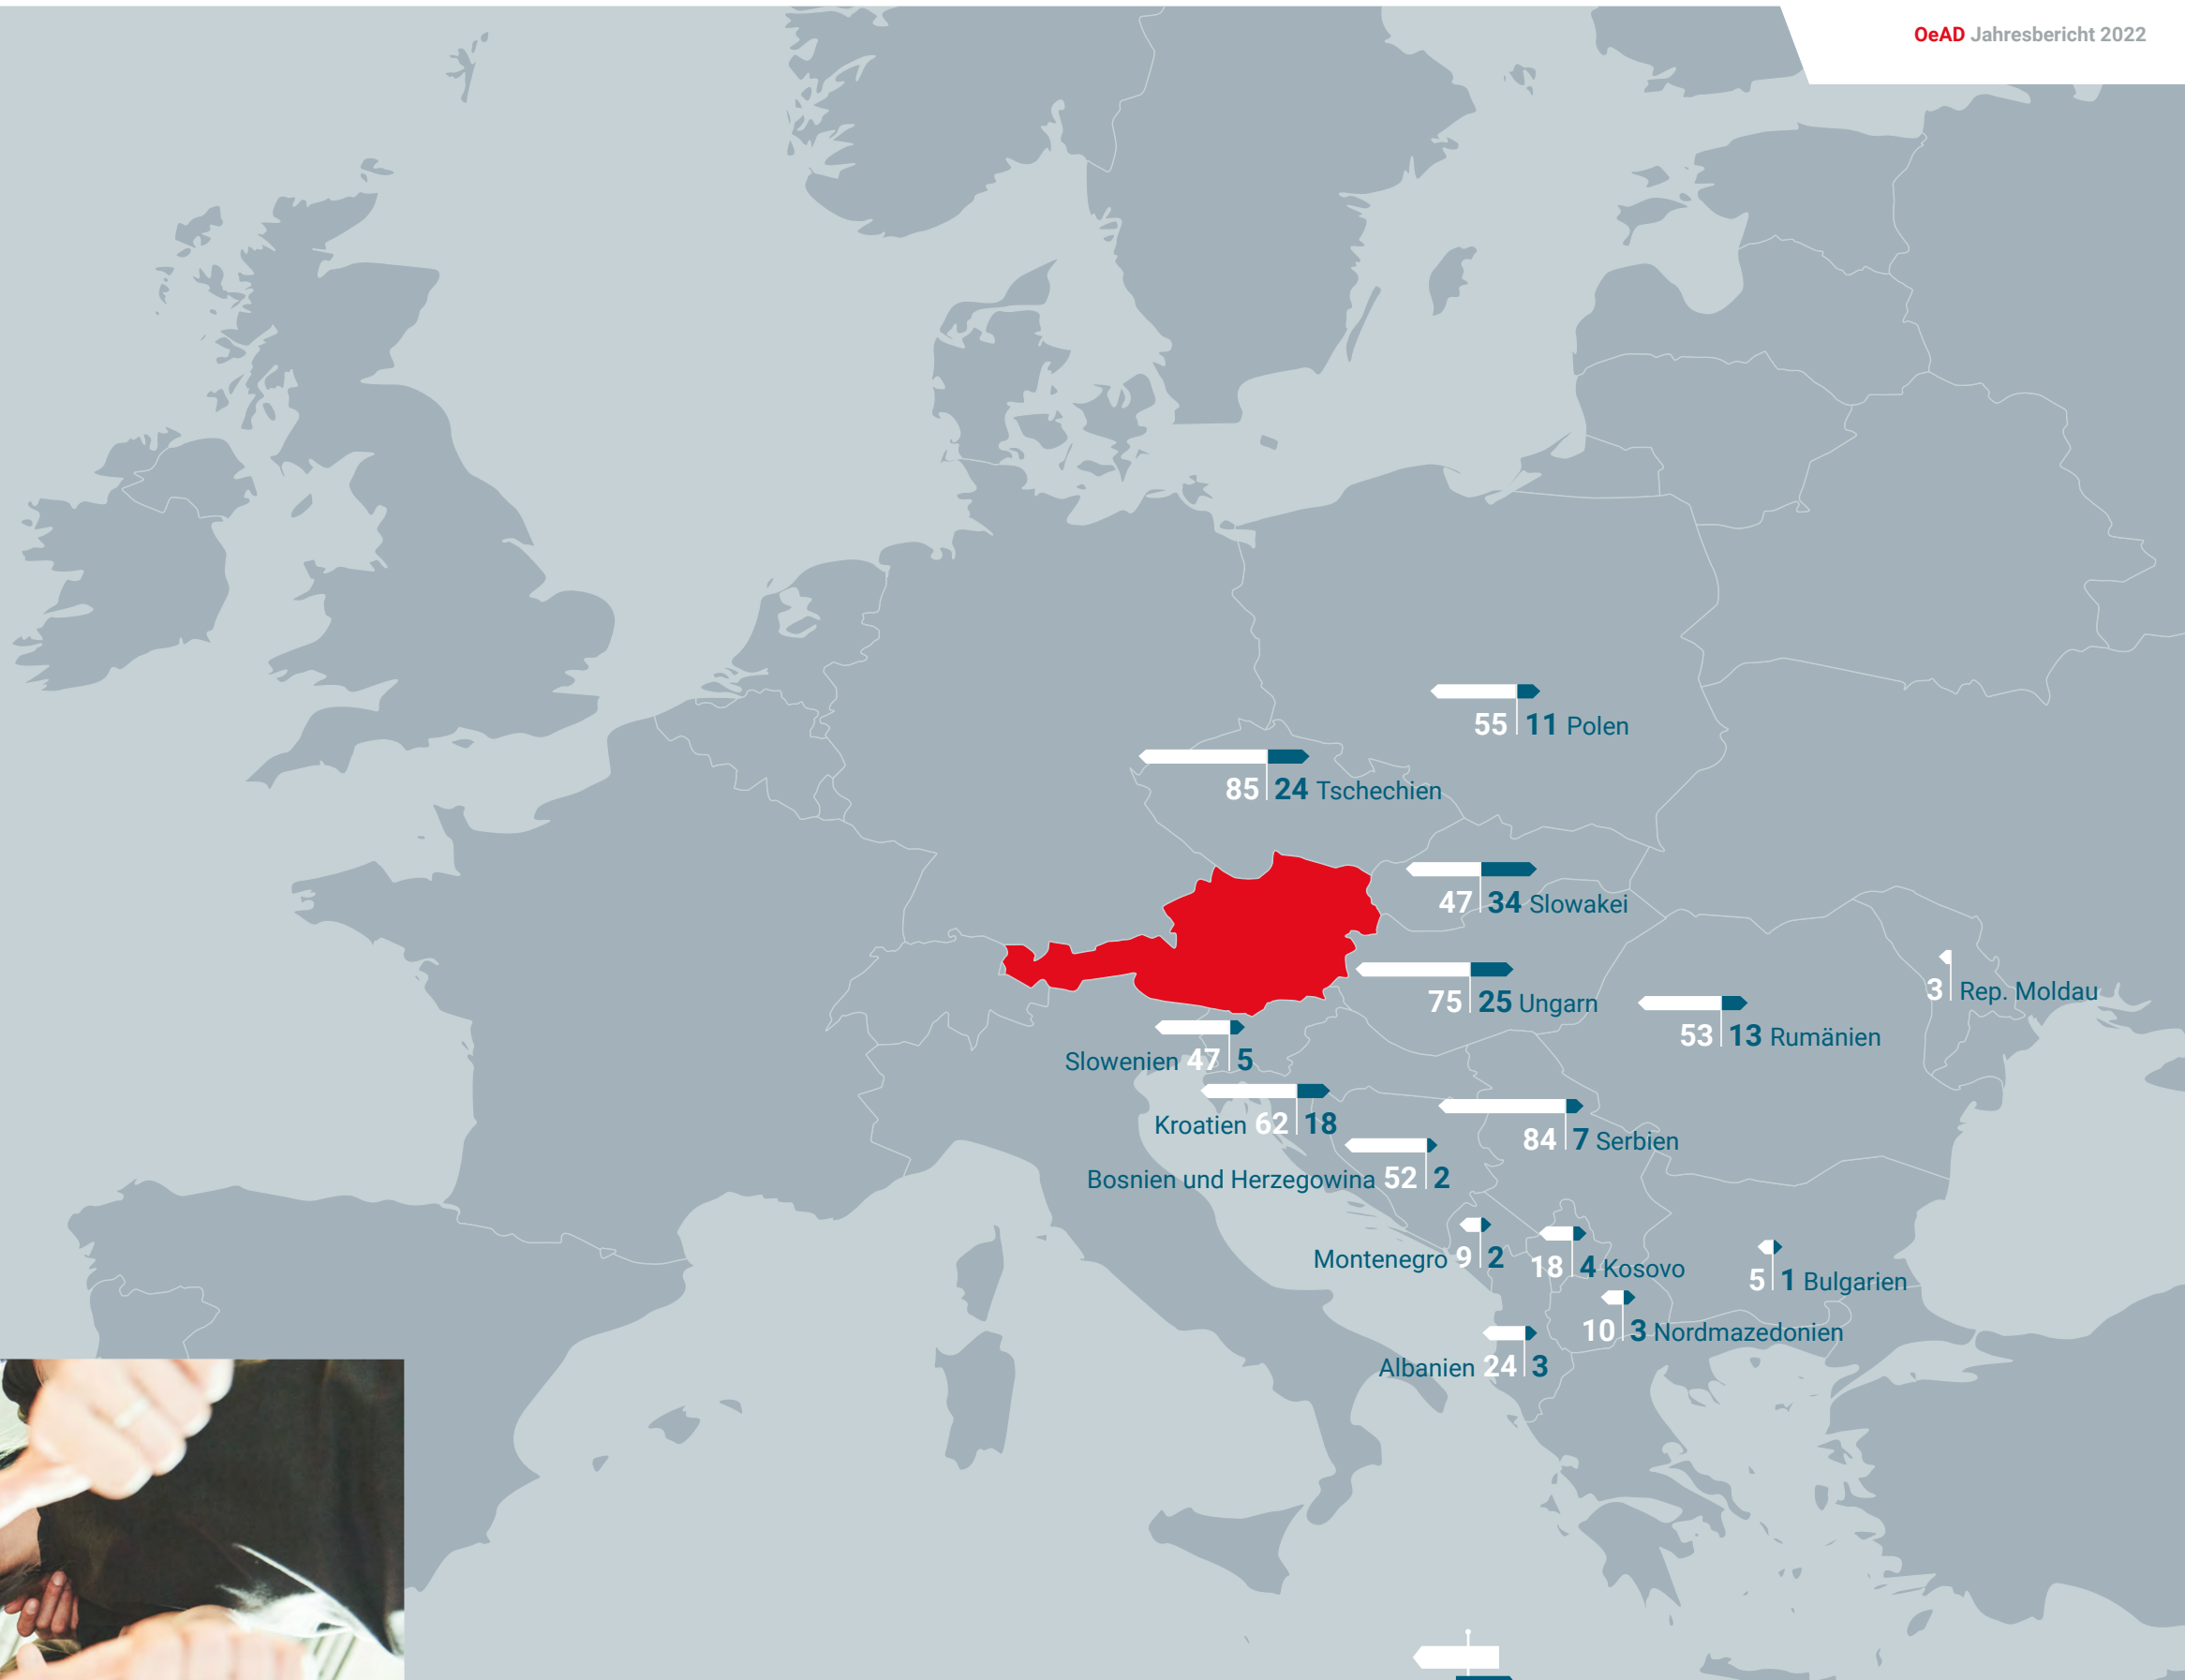 OeAD Jahresbericht 2022
55 11 Polen
85 24 Tschechien
47 34 Slowakei
75 25 Ungarn
3 Rep. Moldau
53 13 Rumänien
Slowenien 47 5
Kroatien 62 18
84 7 Serbien
Bosnien und Herzegowina 52 2
Montenegro 9 2
18 4 Kosovo
5 1 Bulgarien
10 3 Nordmazedonien
Albanien 24 3